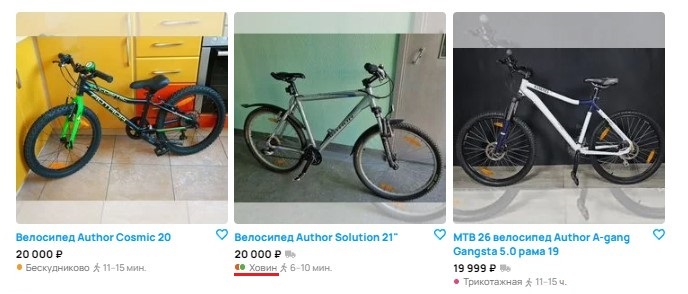 Велосипед Author Cosmic 20
20 000 ₽
Бескудниково 11–15 мин.
Велосипед Author Solution 21"
20 000 ₽
Ховин 6–10 мин.
MTB 26 велосипед Author A-gang
Gangsta 5.0 рама 19
19 999 ₽
Трикотажная 11–15 ч.